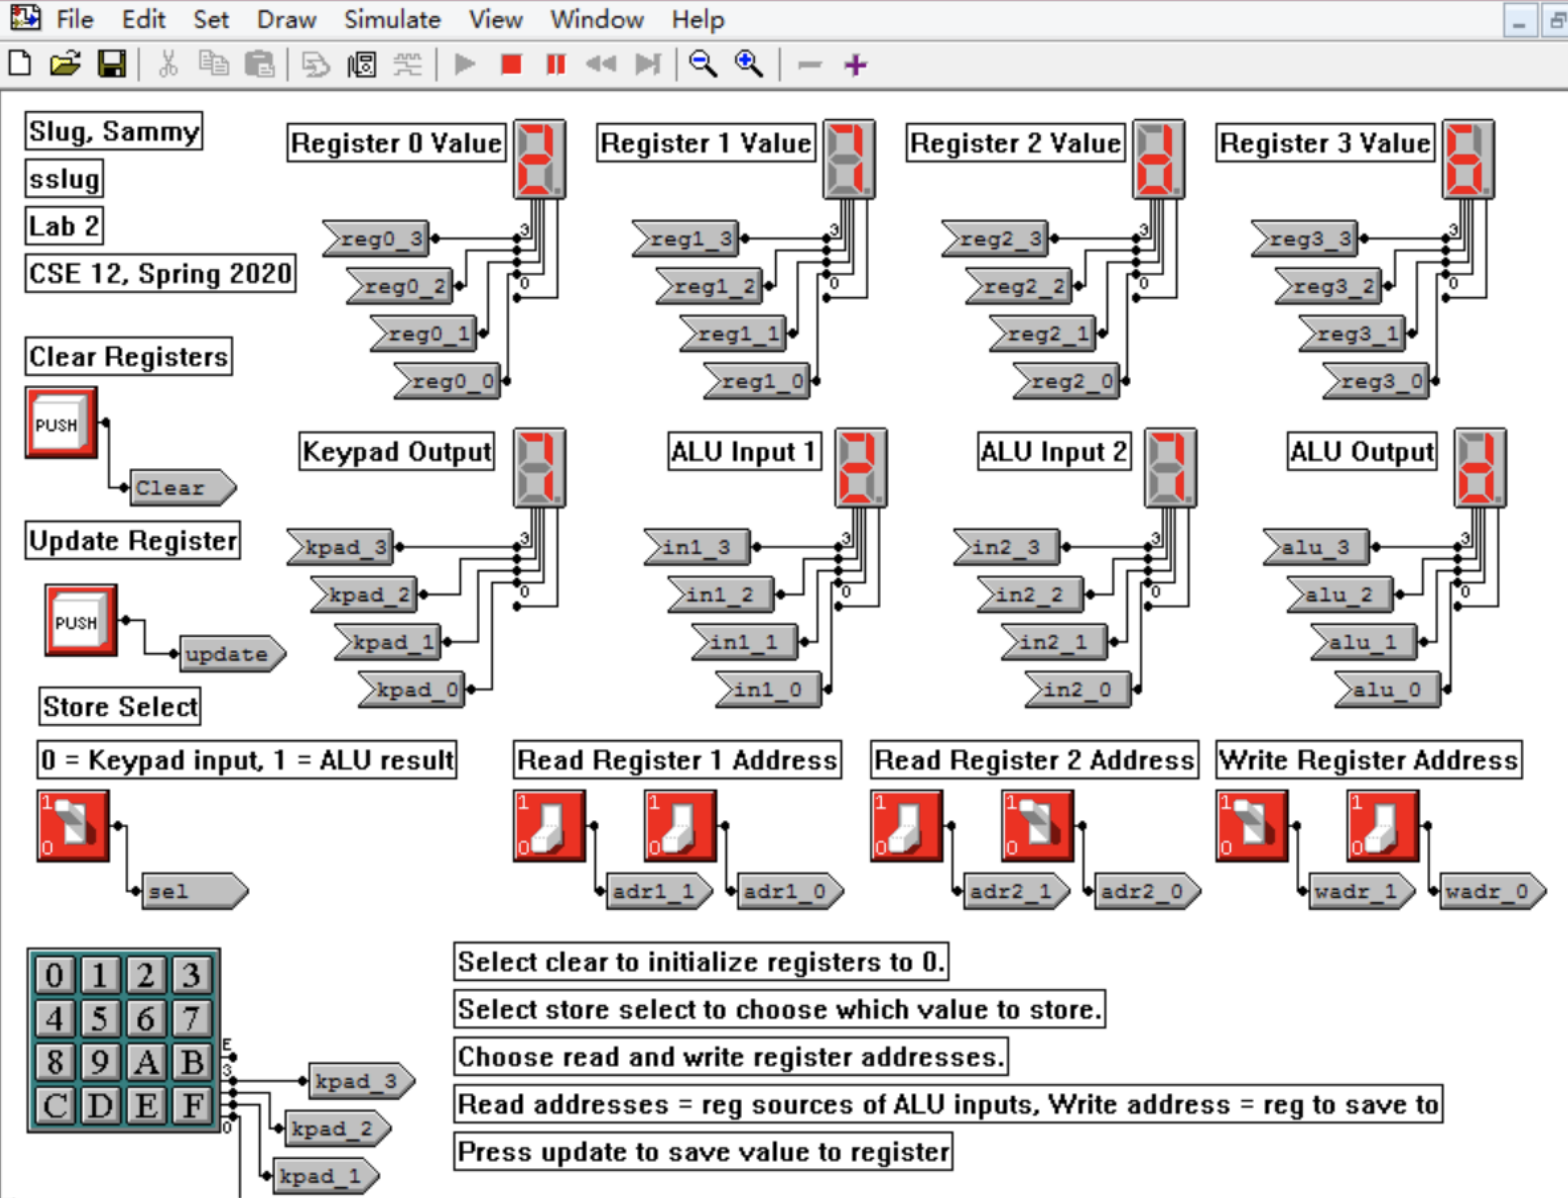 File Edit Set Draw Simulate View Window Help
Slug, Sammy
sslug
Lab 2
CSE 12, Spring 2020
Register 0 Value
3
0
reg0_3
reg0_2
reg0_1
reg0_0
Register 1 Value
3
0
reg1_3
reg1_2
reg1_1
reg1_0
Register 2 Value
3
0
reg2_3
reg2_2
reg2_1
reg2_0
Register 3 Value
3
0
reg3_3
reg3_2
reg3_1
reg3_0
Clear Registers
PUSH
Clear
Update Register
PUSH
update
Keypad Output
3
0
kpad_3
kpad_2
kpad_1
kpad_0
ALU Input 1
3
0
in1_3
in1_2
in1_1
in1_0
ALU Input 2
3
0
in2_3
in2_2
in2_1
in2_0
ALU Output
3
0
alu_3
alu_2
alu_1
alu_0
Store Select
0 = Keypad input, 1 = ALU result
1
0
sel
Read Register 1 Address
1 1
0 0
adr1_1 adr1_0
Read Register 2 Address
1 1
0 0
adr2_1 adr2_0
Write Register Address
1 1
0 0
wadr_1 wadr_0
0 1 2 3
4 5 6 7
8 9 A B
C D E F
E
3
0
kpad_3
kpad_2
kpad_1
Select clear to initialize registers to 0.
Select store select to choose which value to store.
Choose read and write register addresses.
Read addresses = reg sources of ALU inputs, Write address = reg to save to
Press update to save value to register